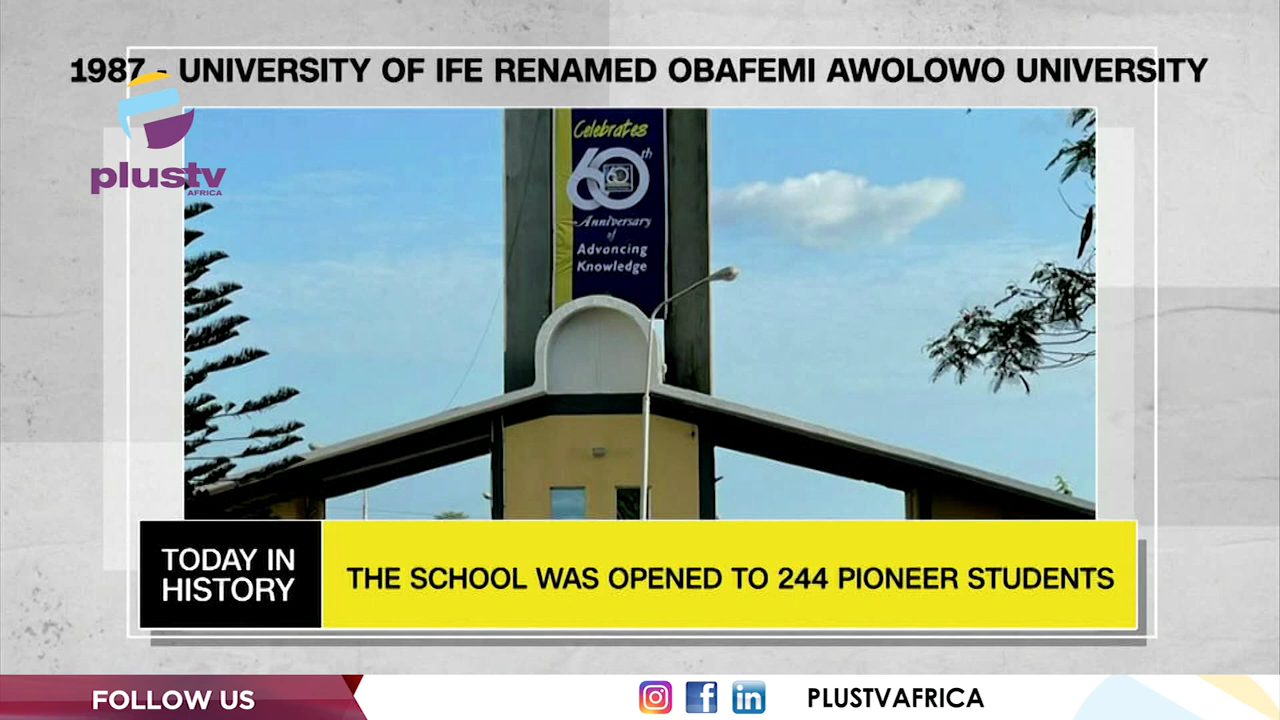 1987 - UNIVERSITY OF IFE RENAMED OBAFEMI AWOLOWO UNIVERSITY
plustv
AFRICA
Celebrates
60th
60
Anniversary
of
Advancing
Knowledge
TODAY IN
HISTORY
THE SCHOOL WAS OPENED TO 244 PIONEER STUDENTS
FOLLOW US
PLUSTVAFRICA